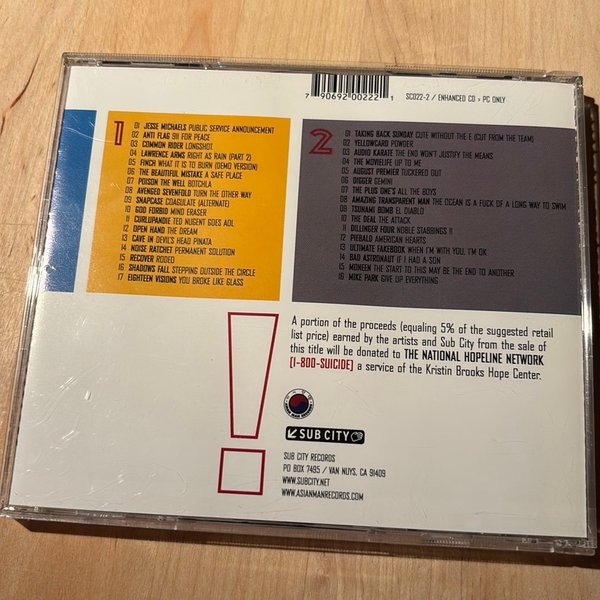 7 90692 00222 1
SC022-2 / ENHANCED CD > PC ONLY
1
01 JESSE MICHAELS PUBLIC SERVICE ANNOUNCEMENT
02 ANTI FLAG 911 FOR PEACE
03 COMMON RIDER LONGSHOT
04 LAWRENCE ARMS RIGHT AS RAIN (PART 2)
05 FINCH WHAT IT IS TO BURN (DEMO VERSION)
06 THE BEAUTIFUL MISTAKE A SAFE PLACE
07 POISON THE WELL BOTCHLA
08 AVENGED SEVENFOLD TURN THE OTHER WAY
09 SNAPCASE COAGULATE (ALTERNATE)
10 GOD FORBID MIND ERASER
11 CURLUPANDIE TED NUGENT GOES AOL
12 OPEN HAND THE DREAM
13 CAVE IN DEVILS HEAD PINATA
14 NOISE RATCHET PERMANENT SOLUTION
15 RECOVER RODEO
16 SHADOWS FALL STEPPING OUTSIDE THE CIRCLE
17 EIGHTEEN VISIONS YOU BROKE LIKE GLASS
2
01 TAKING BACK SUNDAY CUTE WITHOUT THE E (CUT FROM THE TEAM)
02 YELLOWCARD POWDER
03 AUDIO KARATE THE END WON'T JUSTIFY THE MEANS
04 THE MOVIELIFE UP TO ME
05 AUGUST PREMIER TUCKERED OUT
06 DIGGER GEMINI
07 THE PLUS ONE'S ALL THE BOYS
08 AMAZING TRANSPARENT MAN THE OCEAN IS A FUCK OF A LONG WAY TO SWIM
09 TSUNAMI BOMB EL DIABLO
10 THE DEAL THE ATTACK
11 DILLINGER FOUR NOBLE STABBINGS !!
12 PIEBALD AMERICAN HEARTS
13 ULTIMATE FAKEBOOK WHEN I'M WITH YOU, I'M OK
14 BAD ASTRONAUT IF I HAD A SON
15 MONEEN THE START TO THIS MAY BE THE END TO ANOTHER
16 MIKE PARK GIVE UP EVERYTHING
!
A portion of the proceeds (equaling 5% of the suggested retail
list price) earned by the artists and Sub City from the sale of
this title will be donated to THE NATIONAL HOPELINE NETWORK
[1-800-SUICIDE] a service of the Kristin Brooks Hope Center.
SUB CITY
SUB CITY RECORDS
PO BOX 7495 / VAN NUYS, CA 91409
WWW.SUBCITY.NET
WWW.ASIANMANRECORDS.COM